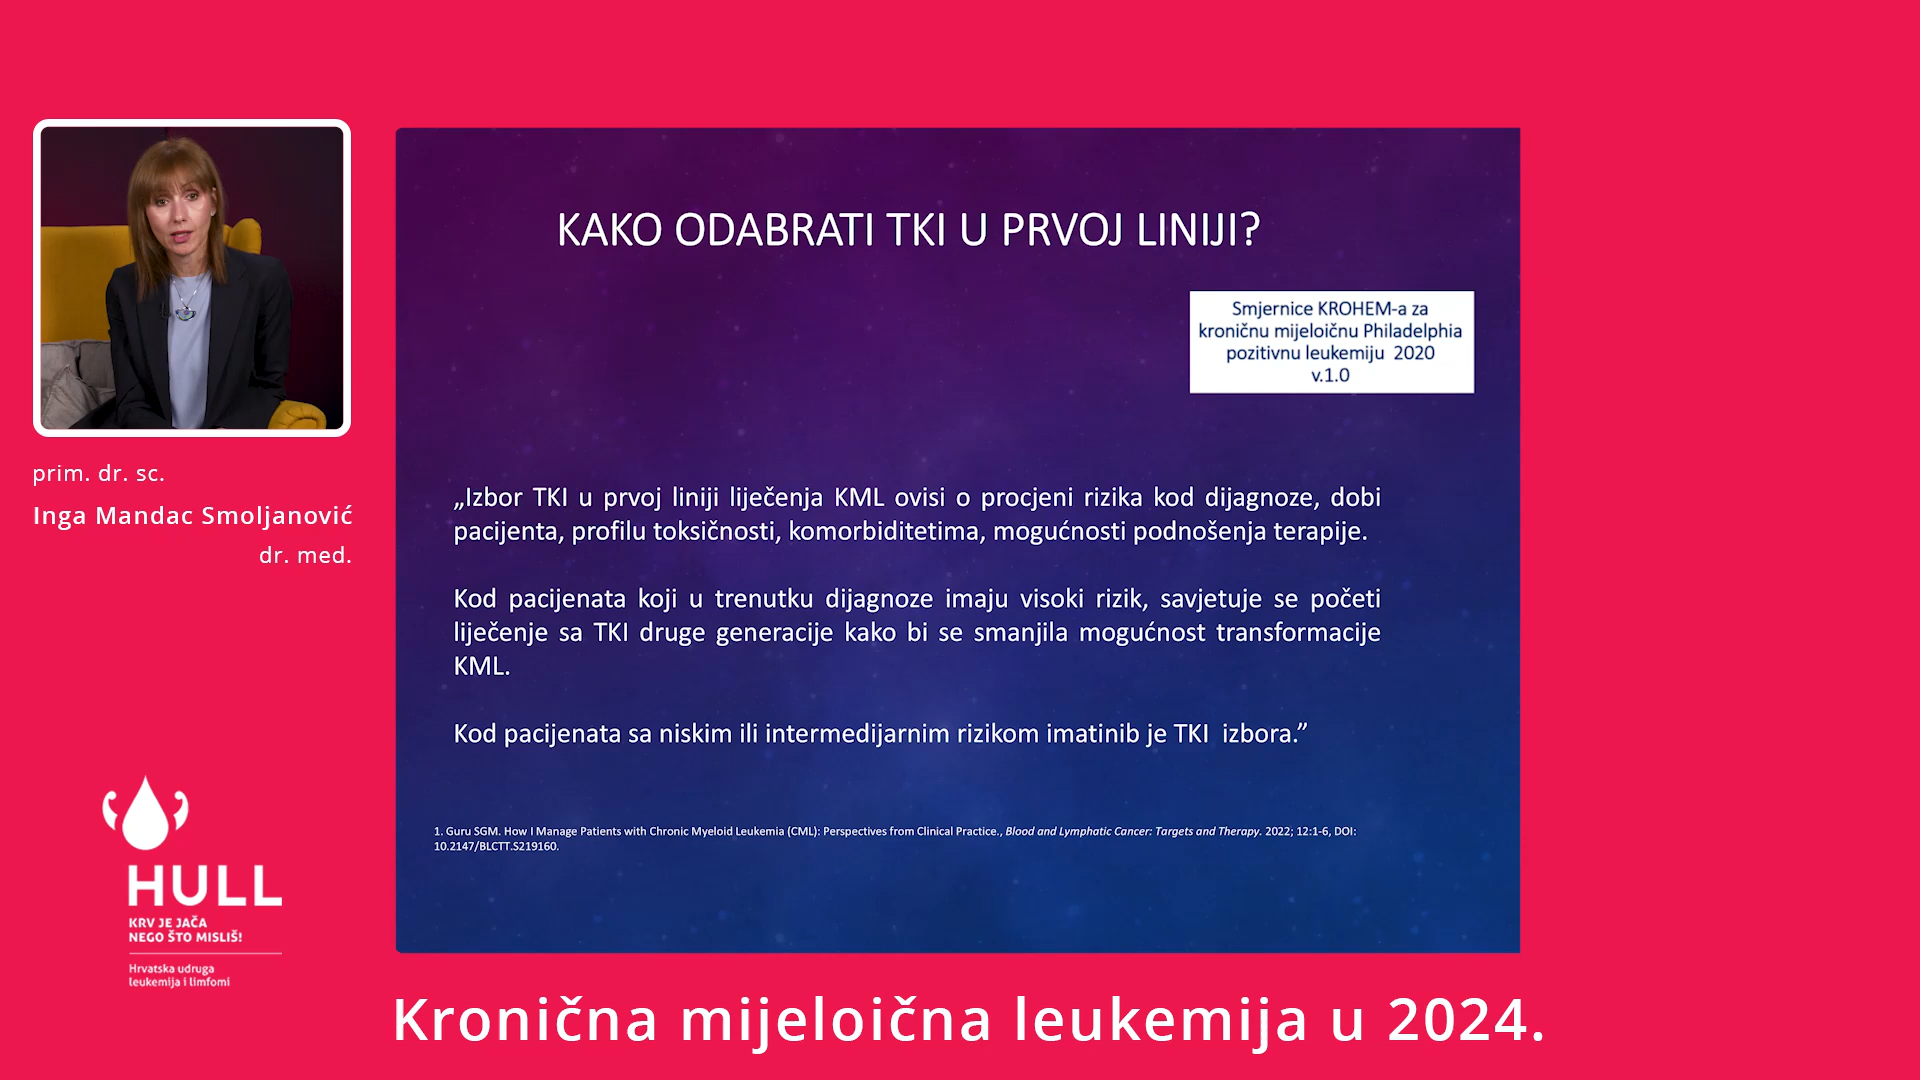 prim. dr. sc.
Inga Mandac Smoljanović
dr. med.
HULL
KRV JE JAČA
NEGO ŠTO MISLIŠ!
Hrvatska udruga
leukemija i limfomi
KAKO ODABRATI TKI U PRVOJ LINIJI?
Smjernice KROHEM-a za
kroničnu mijeloičnu Philadelphia
pozitivnu leukemiju 2020
v.1.0
„Izbor TKI u prvoj liniji liječenja KML ovisi o procjeni rizika kod dijagnoze, dobi
pacijenta, profilu toksičnosti, komorbiditetima, mogućnosti podnošenja terapije.
Kod pacijenata koji u trenutku dijagnoze imaju visoki rizik, savjetuje se početi
liječenje sa TKI druge generacije kako bi se smanjila mogućnost transformacije
KML.
Kod pacijenata sa niskim ili intermedijarnim rizikom imatinib je TKI izbora.”
1. Guru SGM. How I Manage Patients with Chronic Myeloid Leukemia (CML): Perspectives from Clinical Practice., Blood and Lymphatic Cancer: Targets and Therapy. 2022; 12:1-6, DOI:
10.2147/BLCTT.S219160.
Kronična mijeloična leukemija u 2024.